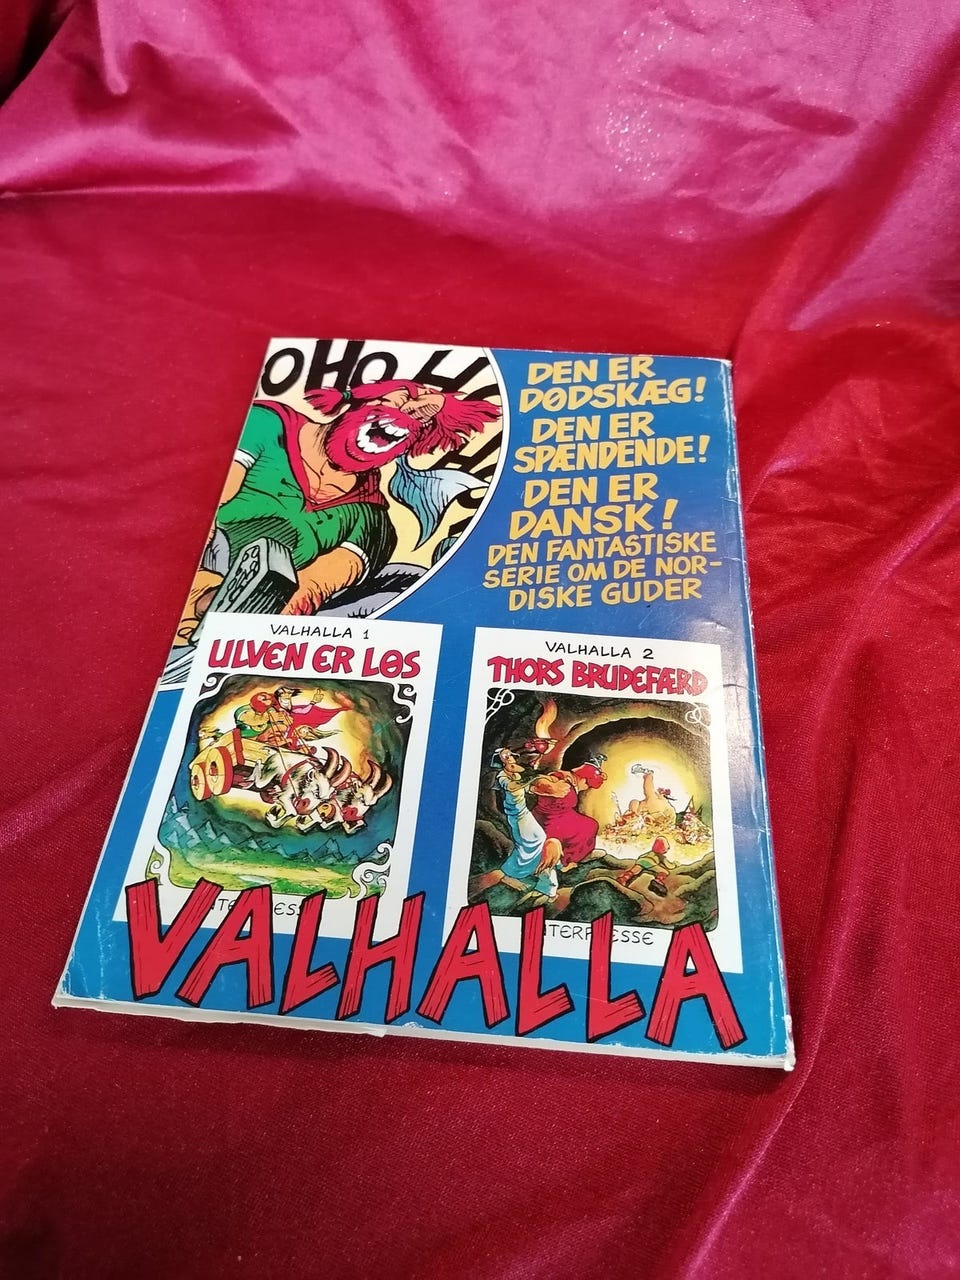 OHO H
DEN ER
DØDSKÆG!
DEN ER
SPÆNDENDE!
DEN ER
DANSK!
DEN FANTASTISKE
SERIE OM DE NOR-
DISKE GUDER
VALHALLA 1
ULVEN ER LØS
VALHALLA 2
THORS BRUDEFÆRD
VALHALLA